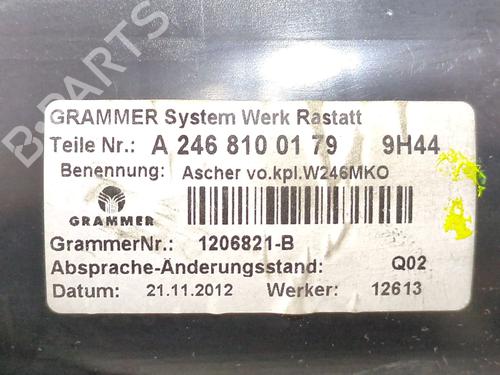 B-PARTS
GRAMMER System Werk Rastatt
Teile Nr.: A 246 810 01 79 9H44
Benennung: Ascher vo.kpl.W246MKO
GRAMMER
GrammerNr.: 1206821-B
Absprache-Änderungsstand: Q02
Datum: 21.11.2012 Werker: 12613